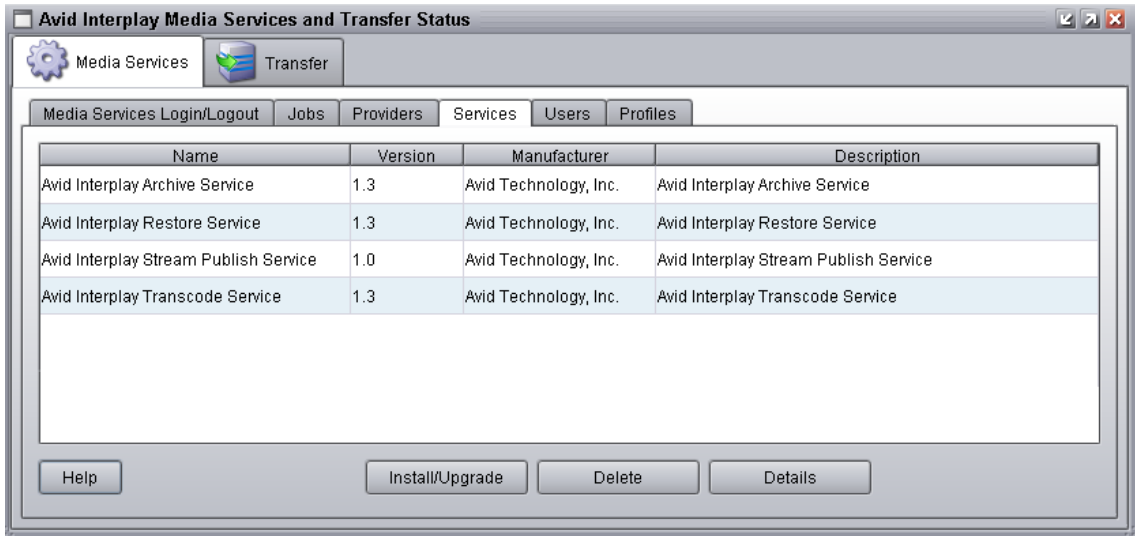 Avid Interplay Media Services and Transfer Status
Media Services Transfer
Media Services Login/Logout Jobs Providers Services Users Profiles
Name Version Manufacturer Description
Avid Interplay Archive Service 1.3 Avid Technology, Inc. Avid Interplay Archive Service
Avid Interplay Restore Service 1.3 Avid Technology, Inc. Avid Interplay Restore Service
Avid Interplay Stream Publish Service 1.0 Avid Technology, Inc. Avid Interplay Stream Publish Service
Avid Interplay Transcode Service 1.3 Avid Technology, Inc. Avid Interplay Transcode Service
Help Install/Upgrade Delete Details